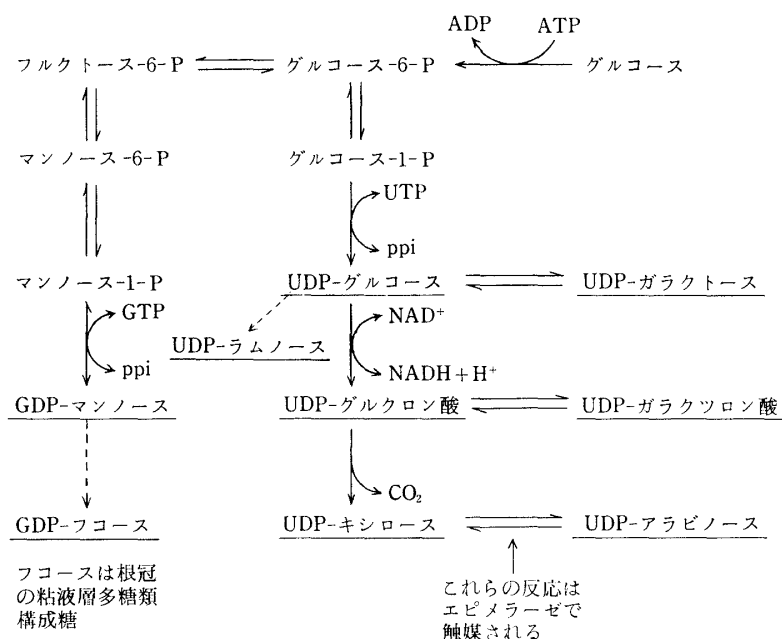 ADP ATP
フルクトース-6-P グルコース-6-P グルコース
マンノース-6-P グルコース-1-P
UTP
ppi
マンノース-1-P UDP-グルコース UDP-ガラクトース
GTP NAD⁺
UDP-ラムノース
ppi NADH+H⁺
GDP-マンノース UDP-グルクロン酸 UDP-ガラクツロン酸
CO₂
GDP-フコース UDP-キシロース UDP-アラビノース
フコースは根冠
の粘液層多糖類
構成糖
これらの反応は
エピメラーゼで
触媒される